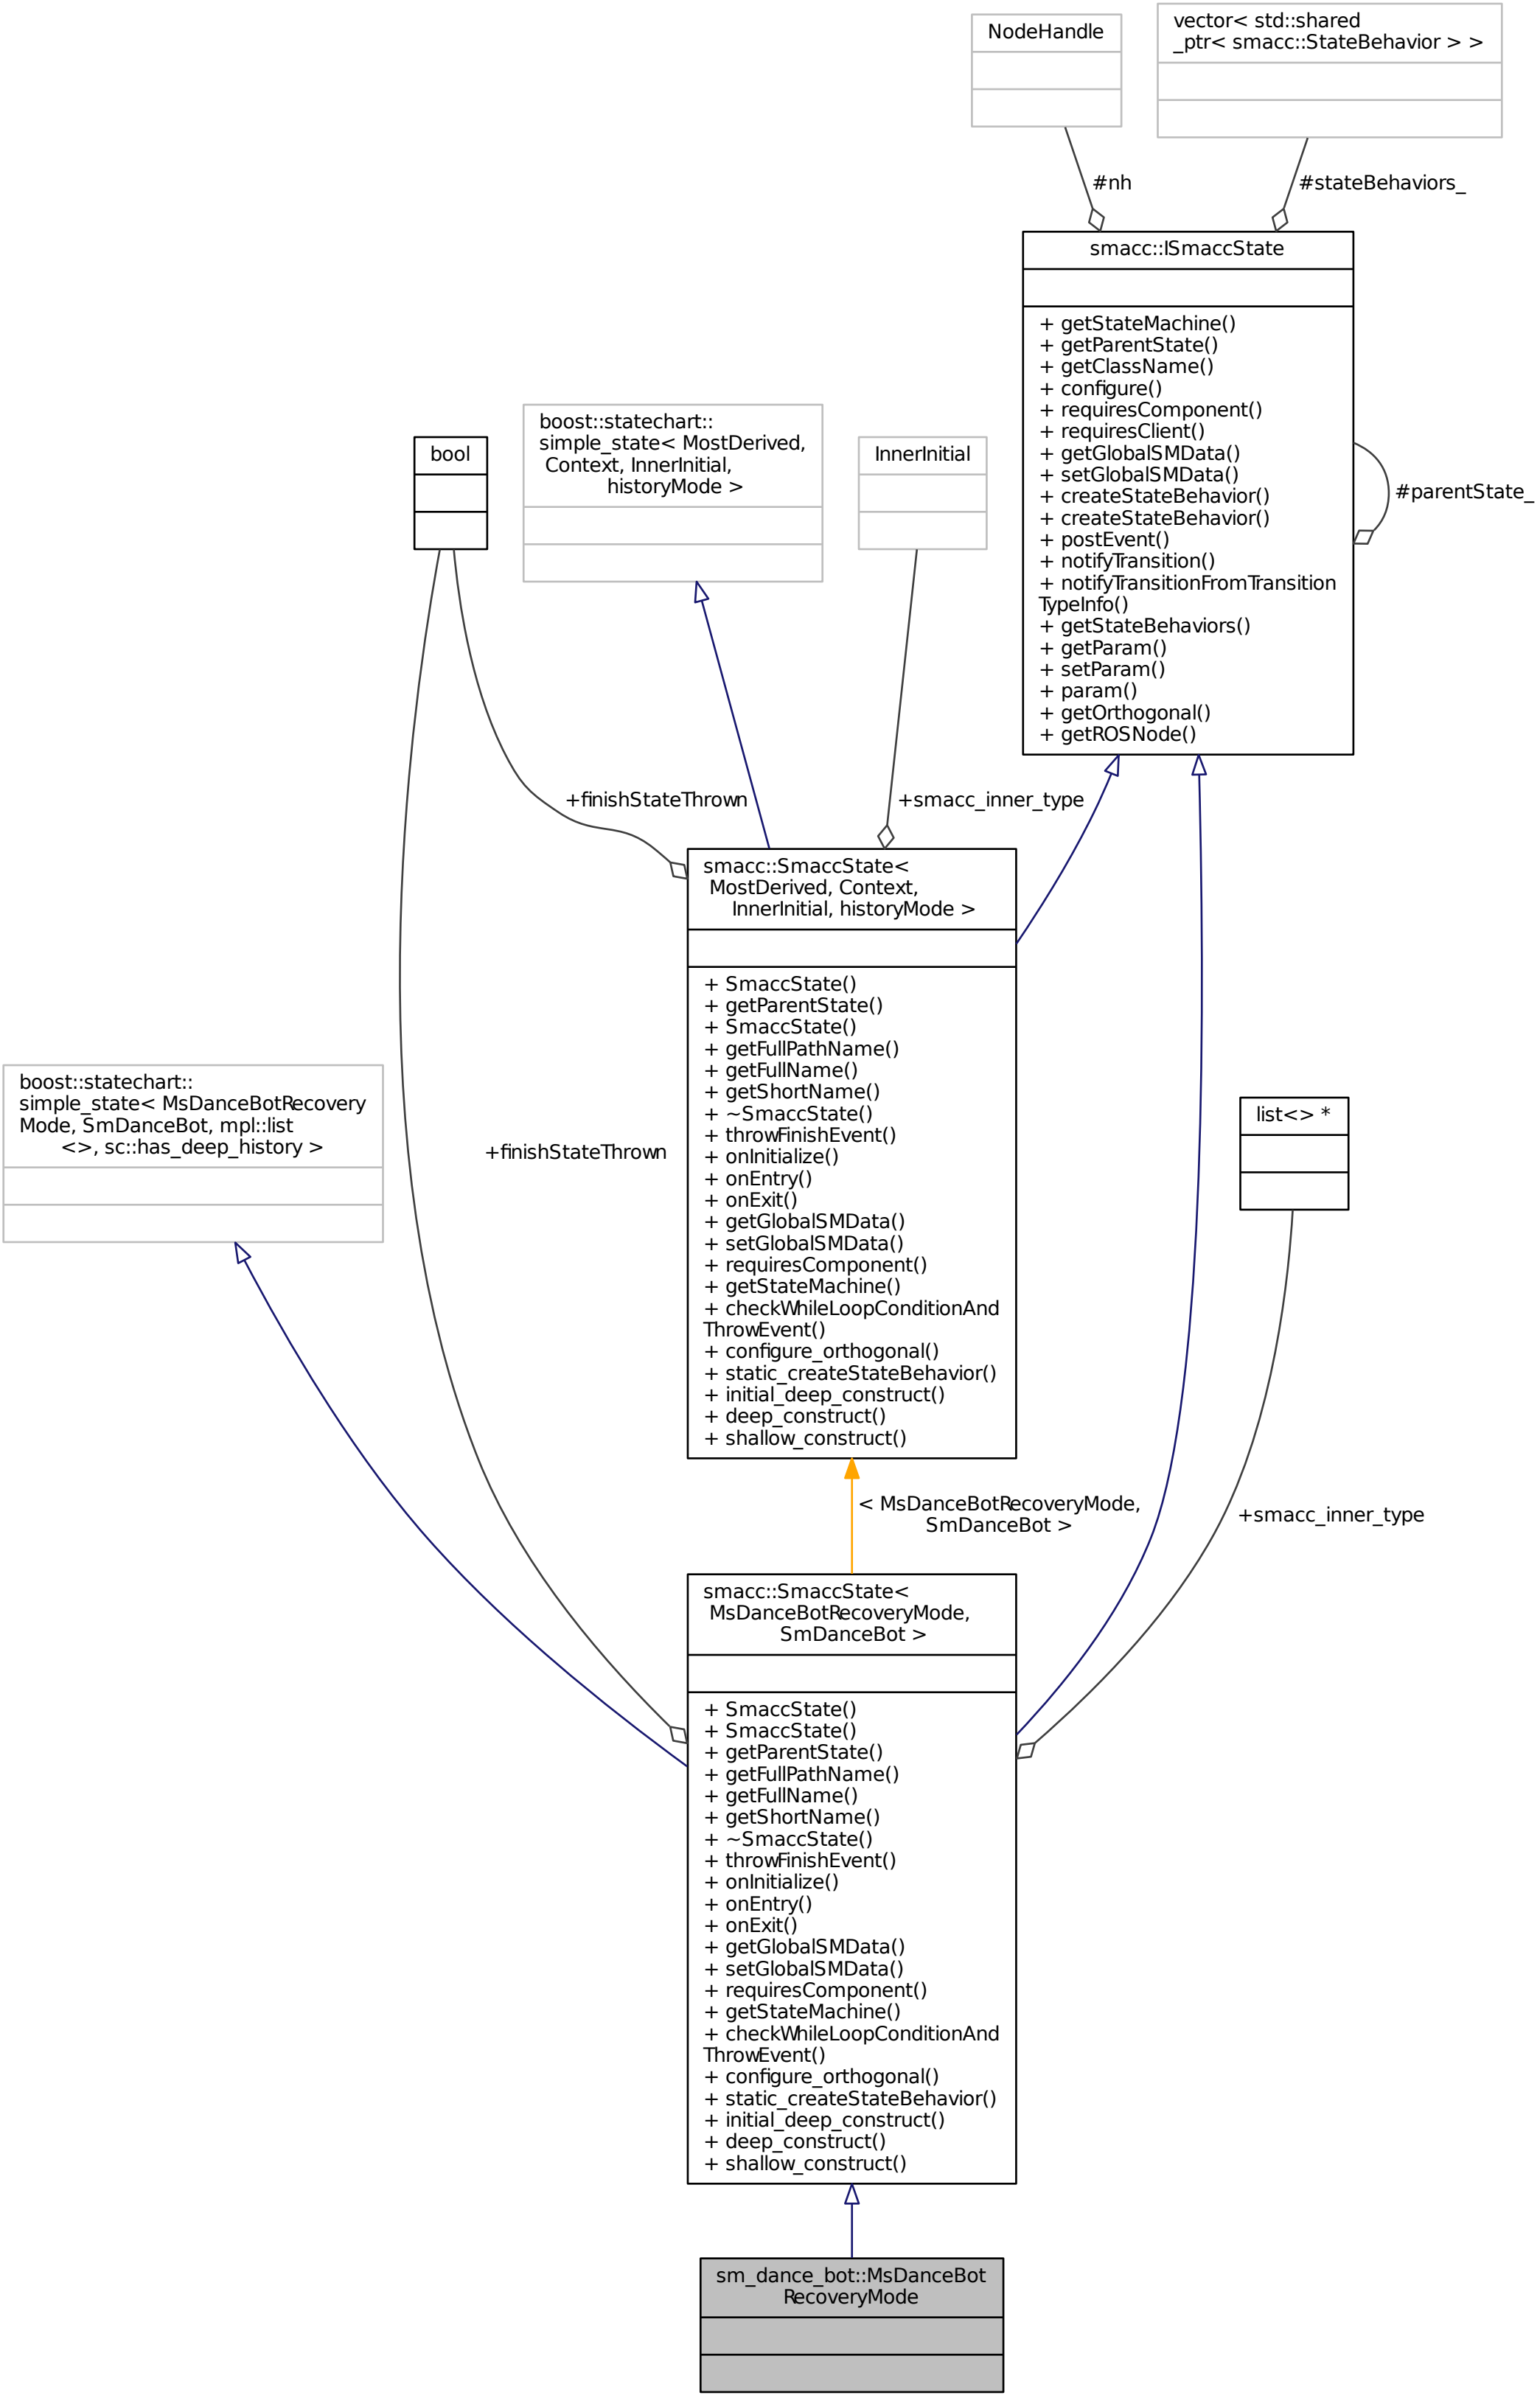 NodeHandle
vector< std::shared
_ptr< smacc::StateBehavior > >
#nh
#stateBehaviors_
smacc::ISmaccState
+ getStateMachine()
+ getParentState()
+ getClassName()
+ configure()
+ requiresComponent()
+ requiresClient()
+ getGlobalSMData()
+ setGlobalSMData()
+ createStateBehavior()
+ createStateBehavior()
+ postEvent()
+ notifyTransition()
+ notifyTransitionFromTransition
TypeInfo()
+ getStateBehaviors()
+ getParam()
+ setParam()
+ param()
+ getOrthogonal()
+ getROSNode()
#parentState_
bool
boost::statechart::
simple_state< MostDerived,
Context, InnerInitial,
historyMode >
InnerInitial
+finishStateThrown
+smacc_inner_type
smacc::SmaccState<
MostDerived, Context,
InnerInitial, historyMode >
+ SmaccState()
+ getParentState()
+ SmaccState()
+ getFullPathName()
+ getFullName()
+ getShortName()
+ ~SmaccState()
+ throwFinishEvent()
+ onInitialize()
+ onEntry()
+ onExit()
+ getGlobalSMData()
+ setGlobalSMData()
+ requiresComponent()
+ getStateMachine()
+ checkWhileLoopConditionAnd
ThrowEvent()
+ configure_orthogonal()
+ static_createStateBehavior()
+ initial_deep_construct()
+ deep_construct()
+ shallow_construct()
boost::statechart::
simple_state< MsDanceBotRecovery
Mode, SmDanceBot, mpl::list
<>, sc::has_deep_history >
+finishStateThrown
list<> *
< MsDanceBotRecoveryMode,
SmDanceBot >
+smacc_inner_type
smacc::SmaccState<
MsDanceBotRecoveryMode,
SmDanceBot >
+ SmaccState()
+ SmaccState()
+ getParentState()
+ getFullPathName()
+ getFullName()
+ getShortName()
+ ~SmaccState()
+ throwFinishEvent()
+ onInitialize()
+ onEntry()
+ onExit()
+ getGlobalSMData()
+ setGlobalSMData()
+ requiresComponent()
+ getStateMachine()
+ checkWhileLoopConditionAnd
ThrowEvent()
+ configure_orthogonal()
+ static_createStateBehavior()
+ initial_deep_construct()
+ deep_construct()
+ shallow_construct()
sm_dance_bot::MsDanceBot
RecoveryMode